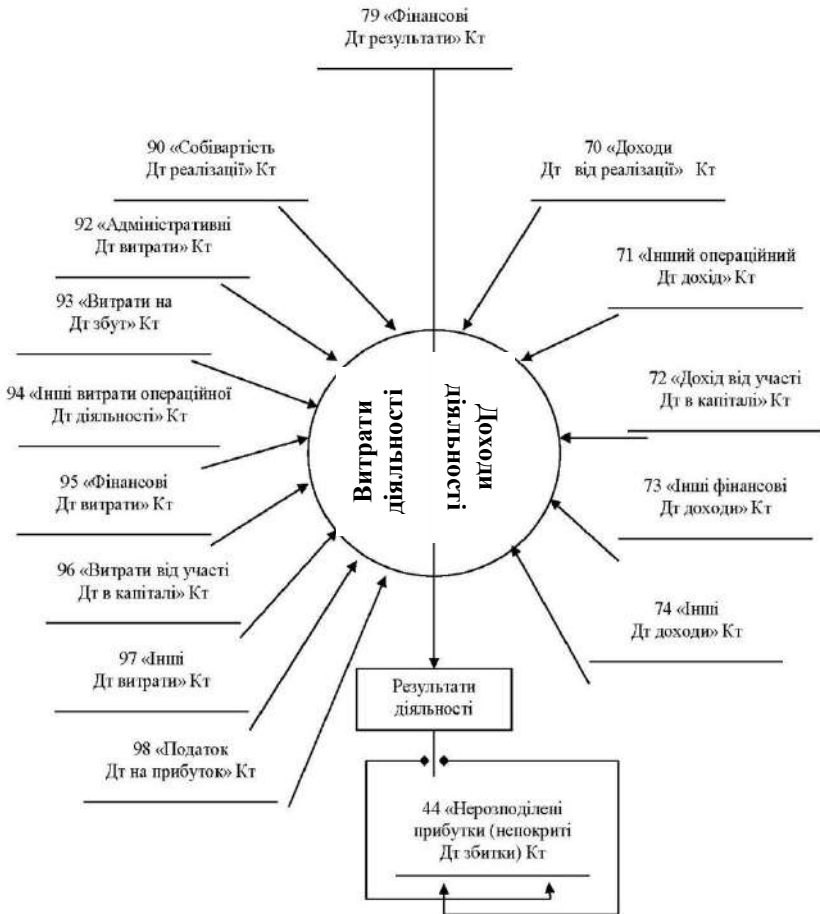 79 «Фінансові
Дт результати» Кт
90 «Собівартість
Дт реалізації» Кт
92 «Адміністративні
Дт витрати» Кт
93 «Витрати на
Дт збут» Кт
94 «Інші витрати операційної
Дт діяльності» Кт
95 «Фінансові
Дт витрати» Кт
96 «Витрати від участі
Дт в капіталі» Кт
97 «Інші
Дт витрати» Кт
98 «Податок
Дт на прибуток» Кт
Витрати
діяльності
Доходи
діяльності
70 «Доходи
Дт від реалізації» Кт
71 «Інший операційний
Дт дохід» Кт
72 «Дохід від участі
Дт в капіталі» Кт
73 «Інші фінансові
Дт доходи» Кт
74 «Інші
Дт доходи» Кт
Результати
діяльності
44 «Нерозподілені
прибутки (непокриті
Дт збитки) Кт